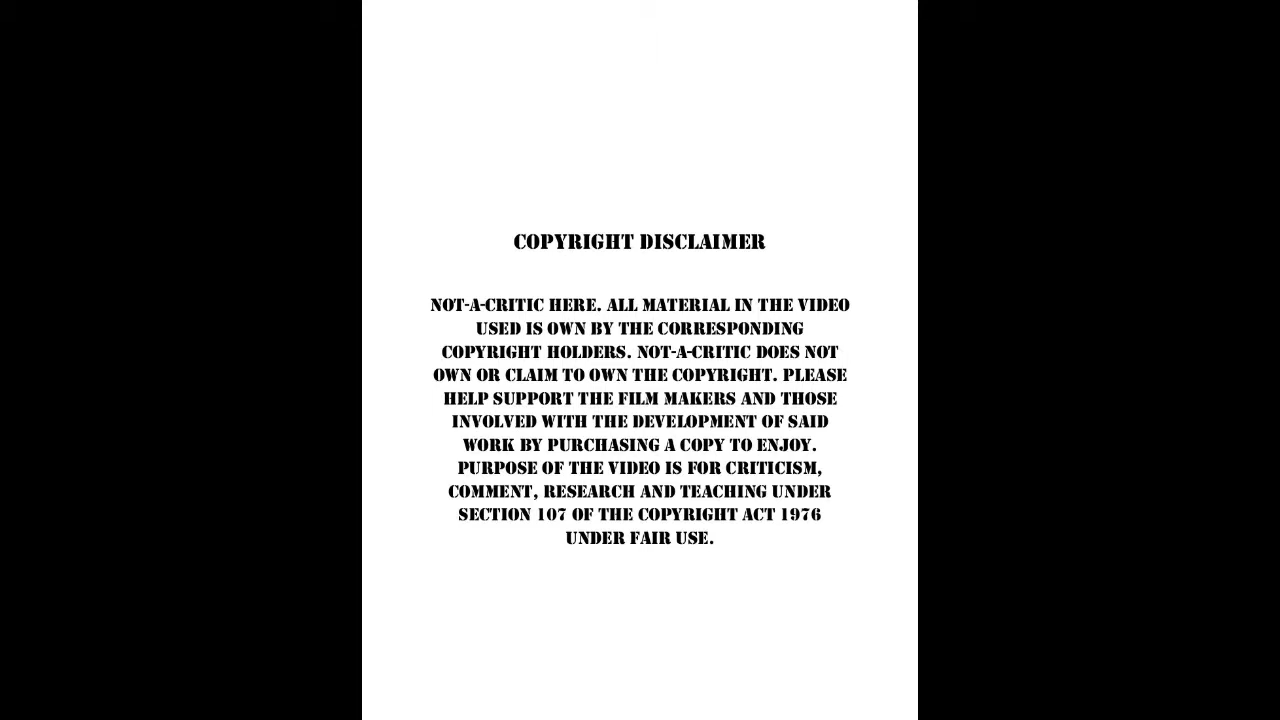 COPYRIGHT DISCLAIMER
NOT-A-CRITIC HERE. ALL MATERIAL IN THE VIDEO
USED IS OWN BY THE CORRESPONDING
COPYRIGHT HOLDERS. NOT-A-CRITIC DOES NOT
OWN OR CLAIM TO OWN THE COPYRIGHT. PLEASE
HELP SUPPORT THE FILM MAKERS AND THOSE
INVOLVED WITH THE DEVELOPMENT OF SAID
WORK BY PURCHASING A COPY TO ENJOY.
PURPOSE OF THE VIDEO IS FOR CRITICISM,
COMMENT, RESEARCH AND TEACHING UNDER
SECTION 107 OF THE COPYRIGHT ACT 1976
UNDER FAIR USE.